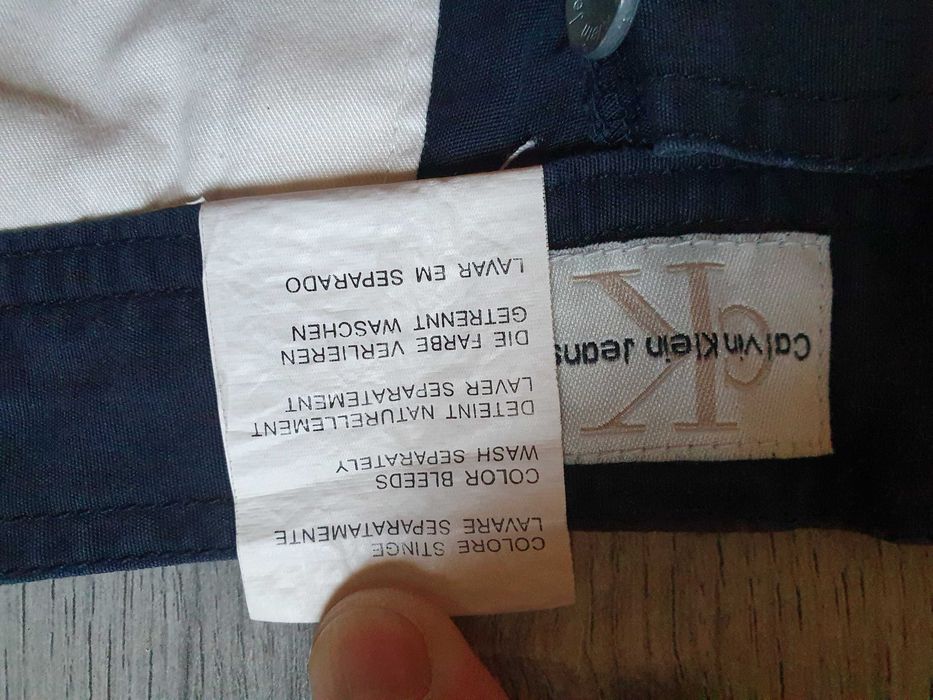 COLORE STINGE
LAVARE SEPARATAMENTE
COLOR BLEEDS
WASH SEPARATELY
DETEINT NATURELLEMENT
LAVER SEPARATEMENT
DIE FARBE VERLIEREN
GETRENNT WASCHEN
LAVAR EM SEPARADO
cK
Calvin Klein Jeans